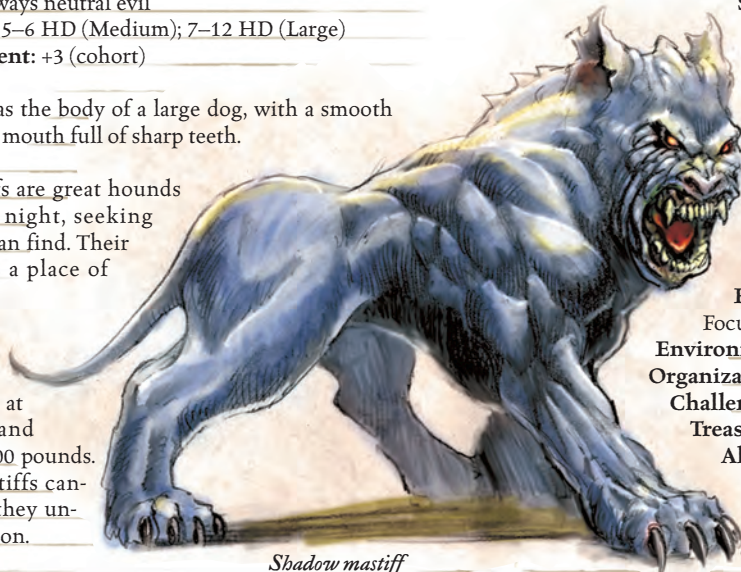 ways neutral evil
5–6 HD (Medium); 7–12 HD (Large)
ent: +3 (cohort)
as the body of a large dog, with a smooth
mouth full of sharp teeth.
fs are great hounds
night, seeking
an find. Their
a place of
at
and
00 pounds.
tiffs can-
they un-
on.
Shadow mastiff
S
F
Focu
Environ
Organiza
Challen
Treas
Al